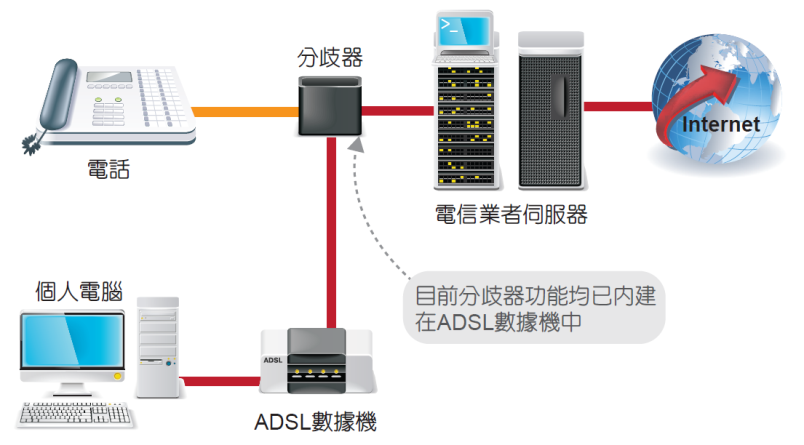 分歧器
Internet
電話
電信業者伺服器
個人電腦
目前分歧器功能均已內建
在ADSL數據機中
ADSL
ADSL數據機